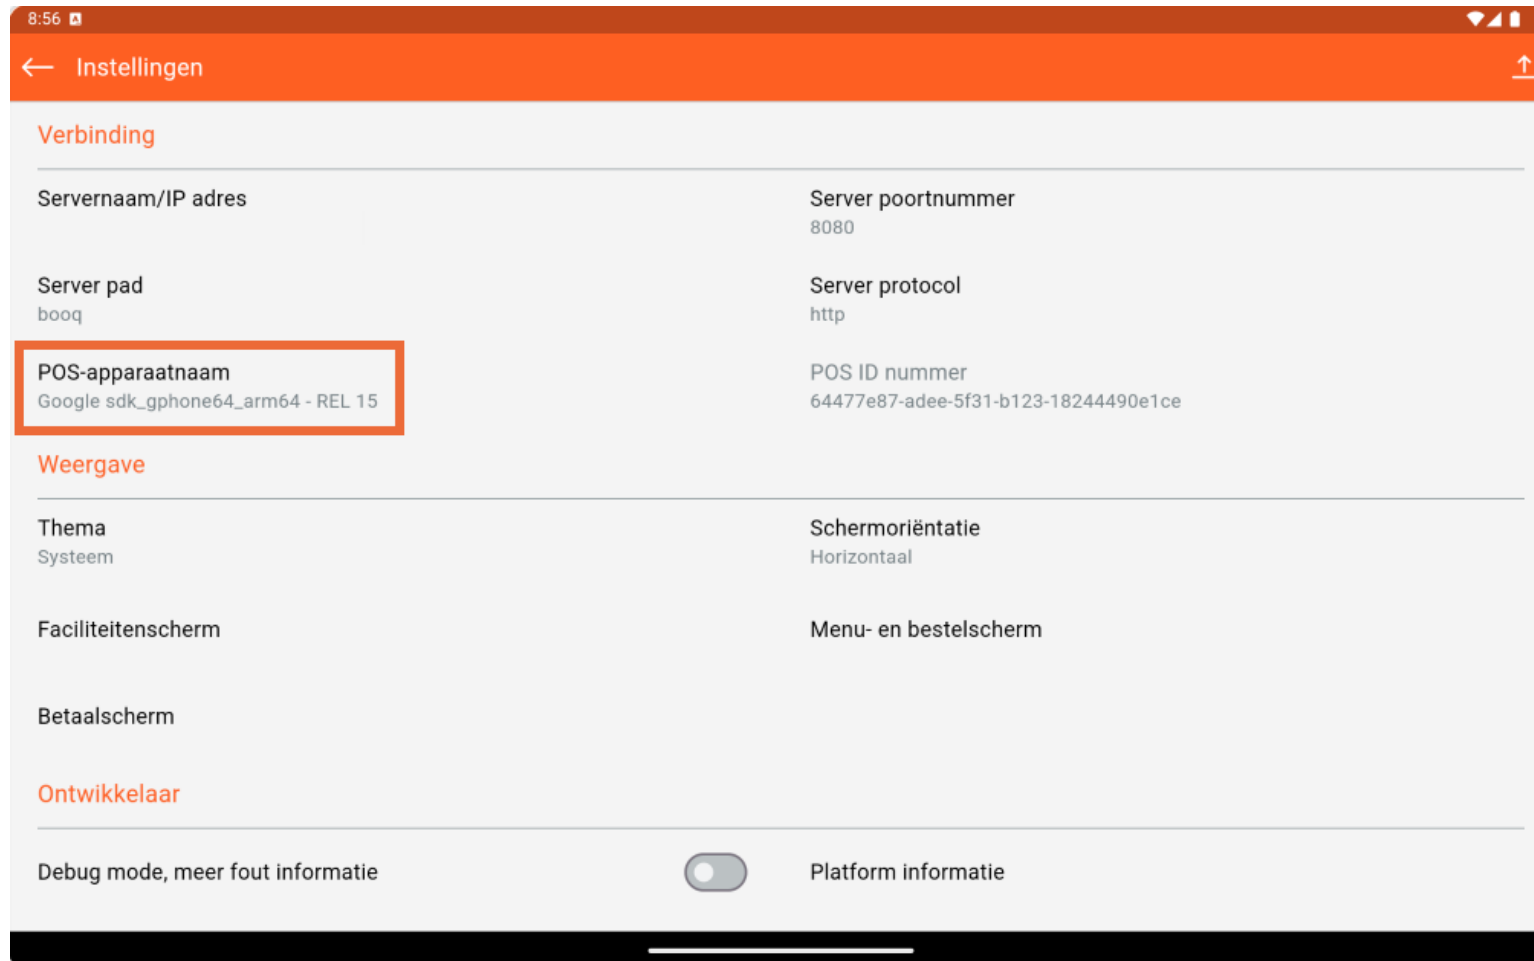 8:56
Instellingen
Verbinding
Servernaam/IP adres
Server poortnummer
8080
Server pad
booq
Server protocol
http
POS-apparaatnaam
Google sdk_gphone64_arm64 - REL 15
POS ID nummer
64477e87-adee-5f31-b123-18244490e1ce
Weergave
Thema
Systeem
Schermoriëntatie
Horizontaal
Faciliteitenscherm
Menu- en bestelscherm
Betaalscherm
Ontwikkelaar
Debug mode, meer fout informatie
Platform informatie